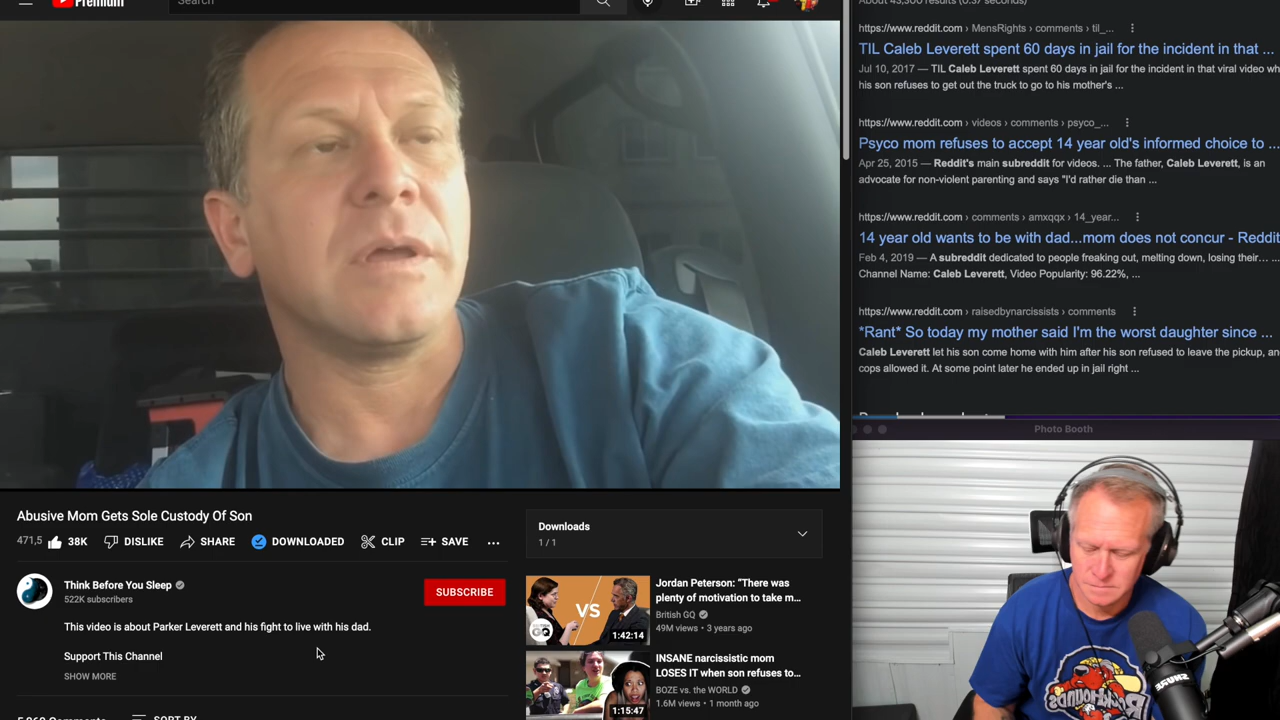 Premium
Search
About 43,300 results (0.37 seconds)
https://www.reddit.com › MensRights › comments › til_...
TIL Caleb Leverett spent 60 days in jail for the incident in that ...
Jul 10, 2017 — TIL Caleb Leverett spent 60 days in jail for the incident in that viral video wh
his son refuses to get out the truck to go to his mother's ...
https://www.reddit.com › videos › comments › psyco_...
Psyco mom refuses to accept 14 year old's informed choice to ...
Apr 25, 2015 — Reddit's main subreddit for videos. ... The father, Caleb Leverett, is an
advocate for non-violent parenting and says "I'd rather die than ...
https://www.reddit.com › comments › amxqqx › 14_year...
14 year old wants to be with dad...mom does not concur - Reddit
Feb 4, 2019 — A subreddit dedicated to people freaking out, melting down, losing their... ...
Channel Name: Caleb Leverett, Video Popularity: 96.22%, ...
https://www.reddit.com › raisedbynarcissists › comments
*Rant* So today my mother said I'm the worst daughter since ...
Caleb Leverett let his son come home with him after his son refused to leave the pickup, an
cops allowed it. At some point later he ended up in jail right ...
Photo Booth
Abusive Mom Gets Sole Custody Of Son
471,5 38K DISLIKE SHARE DOWNLOADED CLIP SAVE ...
Think Before You Sleep
522K subscribers
SUBSCRIBE
This video is about Parker Leverett and his fight to live with his dad.
Support This Channel
SHOW MORE
SORT BY
Downloads
1 / 1
Jordan Peterson: "There was
plenty of motivation to take m...
British GQ
49M views • 3 years ago
VS
GQ
1:42:14
INSANE narcissistic mom
LOSES IT when son refuses to...
BOZE vs. the WORLD
1.6M views • 1 month ago
1:15:47
SHURE